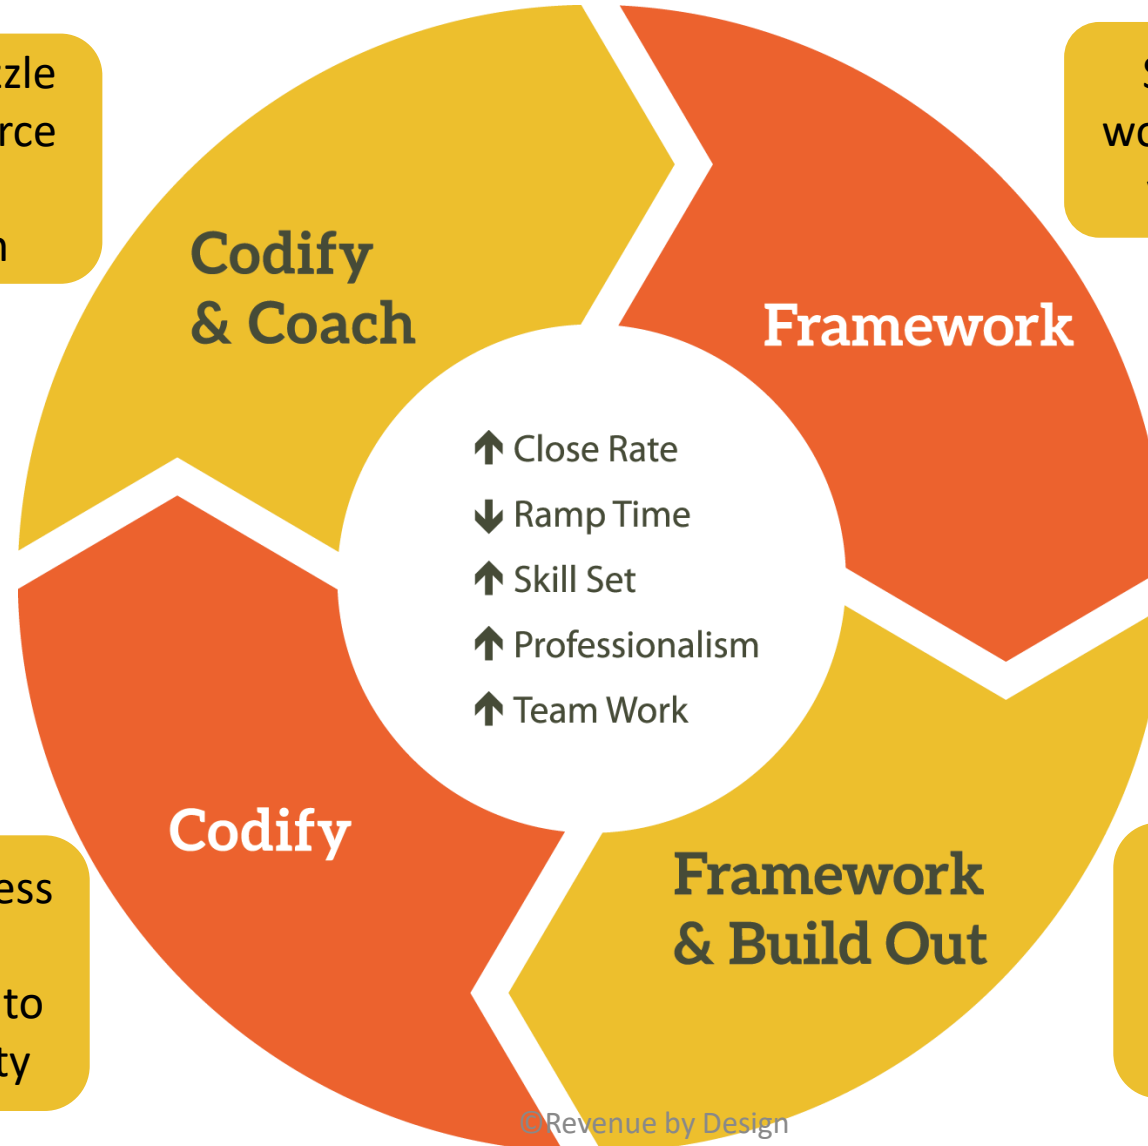 Codify
& Coach
Framework
↑ Close Rate
↓ Ramp Time
↑ Skill Set
↑ Professionalism
↑ Team Work
Codify
to
Framework
& Build Out
©Revenue by Design